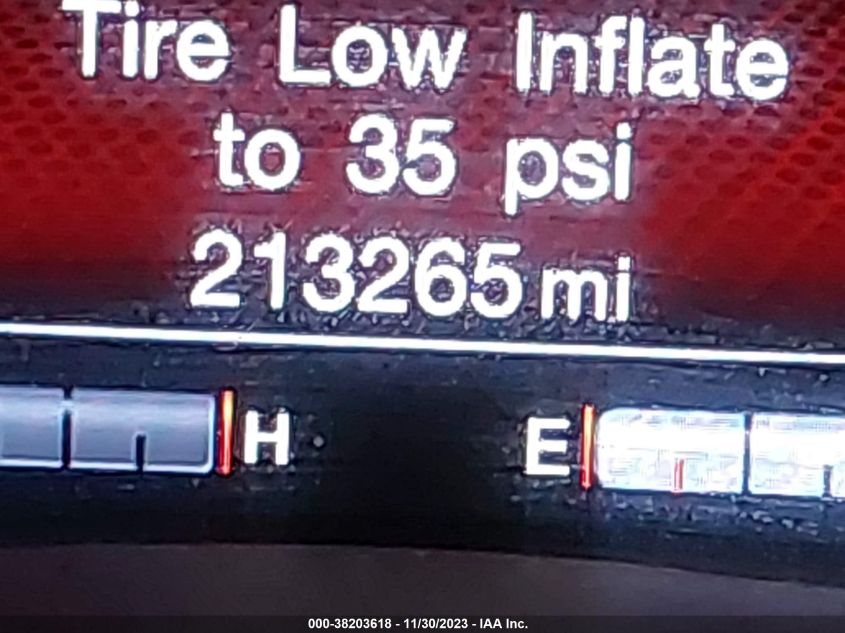 Tire Low Inflate
to 35 psi
213265 mi
H
E
000-38203618 - 11/30/2023 - IAA Inc.